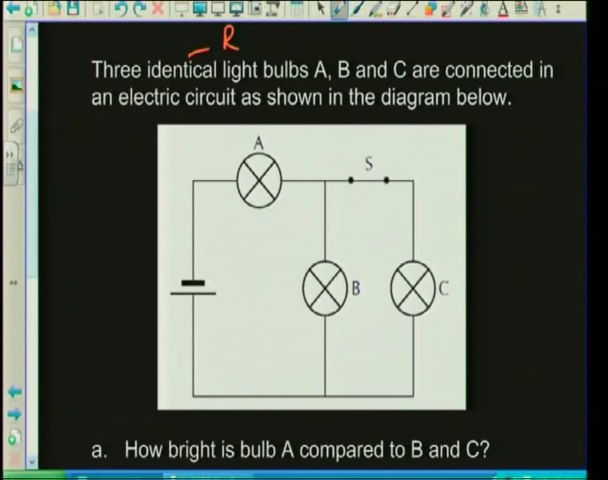 R
Three identical light bulbs A, B and C are connected in
an electric circuit as shown in the diagram below.
A
S
B
C
a. How bright is bulb A compared to B and C?